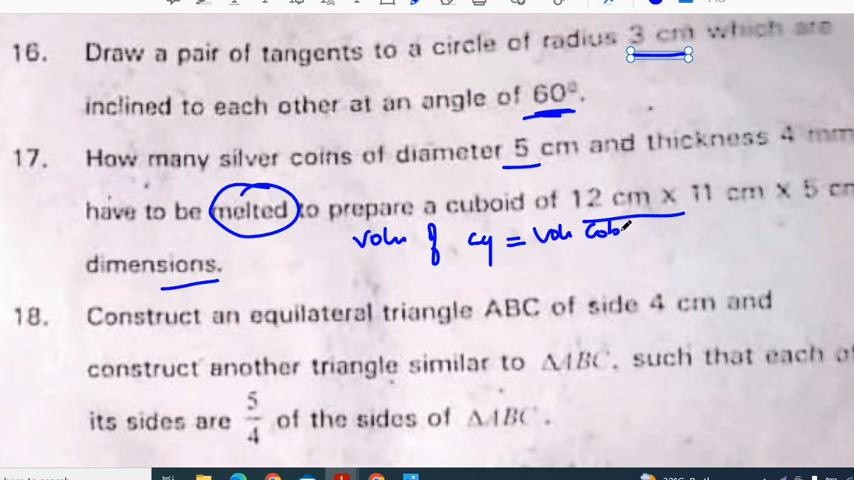 16. Draw a pair of tangents to a circle of radius 3 cm which are
inclined to each other at an angle of 60°.
17. How many silver coins of diameter 5 cm and thickness 4 mm
have to be melted to prepare a cuboid of 12 cm x 11 cm x 5 cm
volm of cy = volm
dimensions.
18. Construct an equilateral triangle ABC of side 4 cm and
construct another triangle similar to ΔABC, such that each of
its sides are 5/4 of the sides of ΔABC.